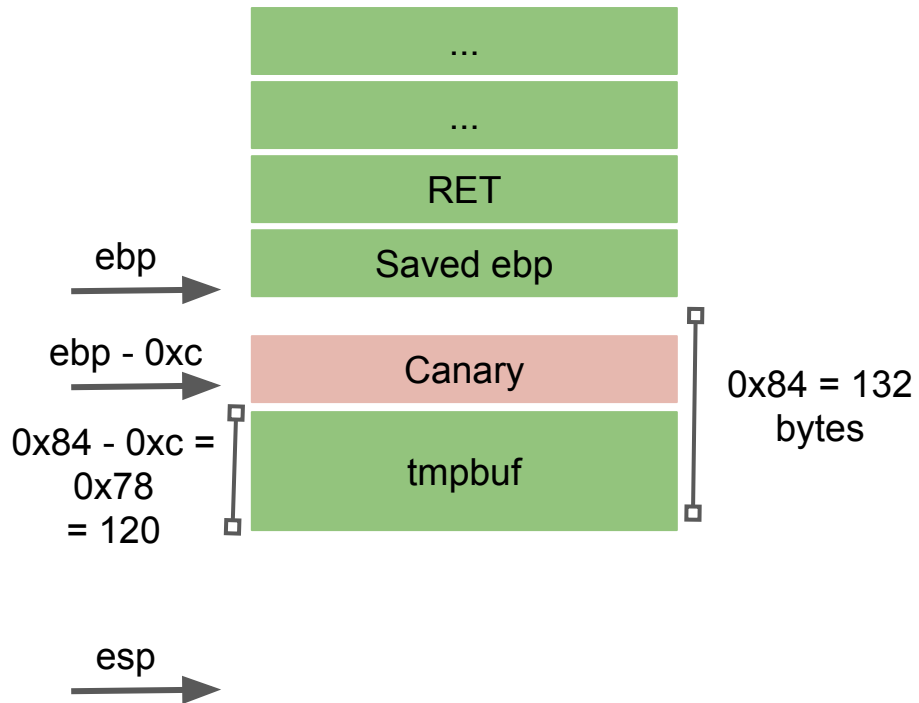 ...
...
RET
Saved ebp
ebp
ebp - 0xc
Canary
0x84 = 132
bytes
0x84 - 0xc =
0x78
= 120
tmpbuf
esp